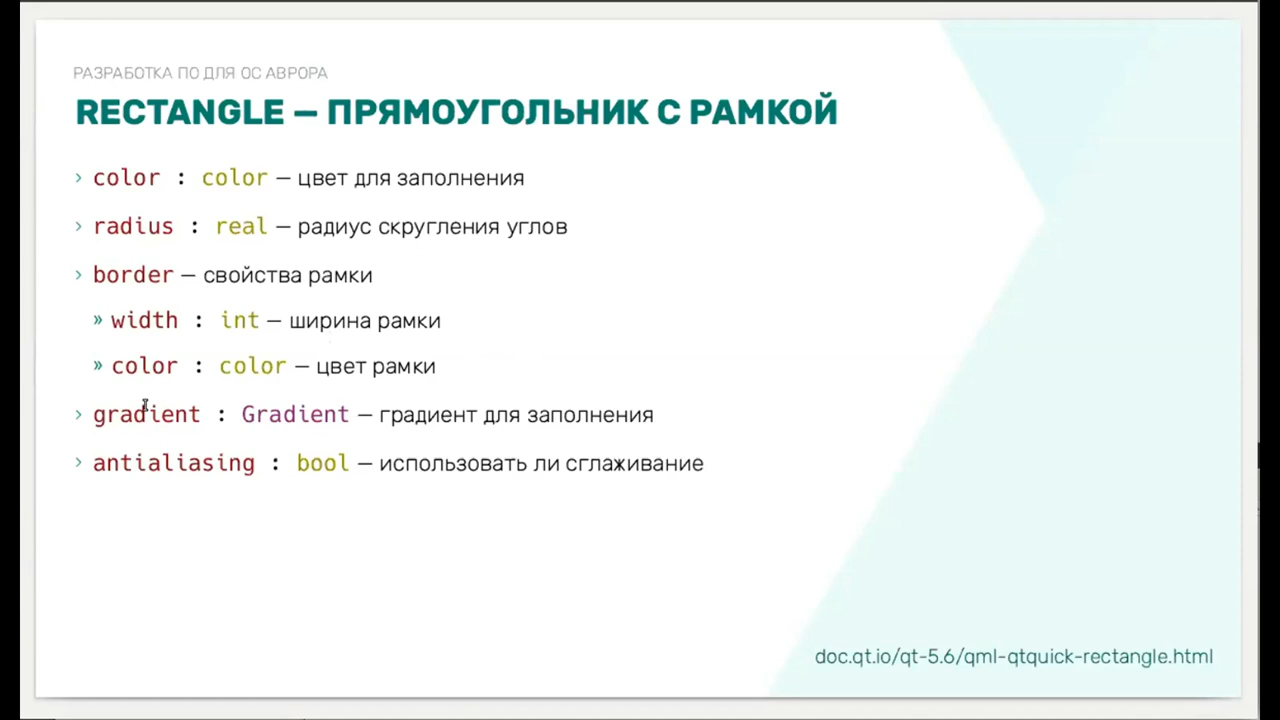 РАЗРАБОТКА ПО ДЛЯ ОС АВРОРА
RECTANGLE — ПРЯМОУГОЛЬНИК С РАМКОЙ
› color : color — цвет для заполнения
› radius : real — радиус скругления углов
› border — свойства рамки
» width : int — ширина рамки
» color : color — цвет рамки
› gradient : Gradient — градиент для заполнения
› antialiasing : bool — использовать ли сглаживание
doc.qt.io/qt-5.6/qml-qtquick-rectangle.html